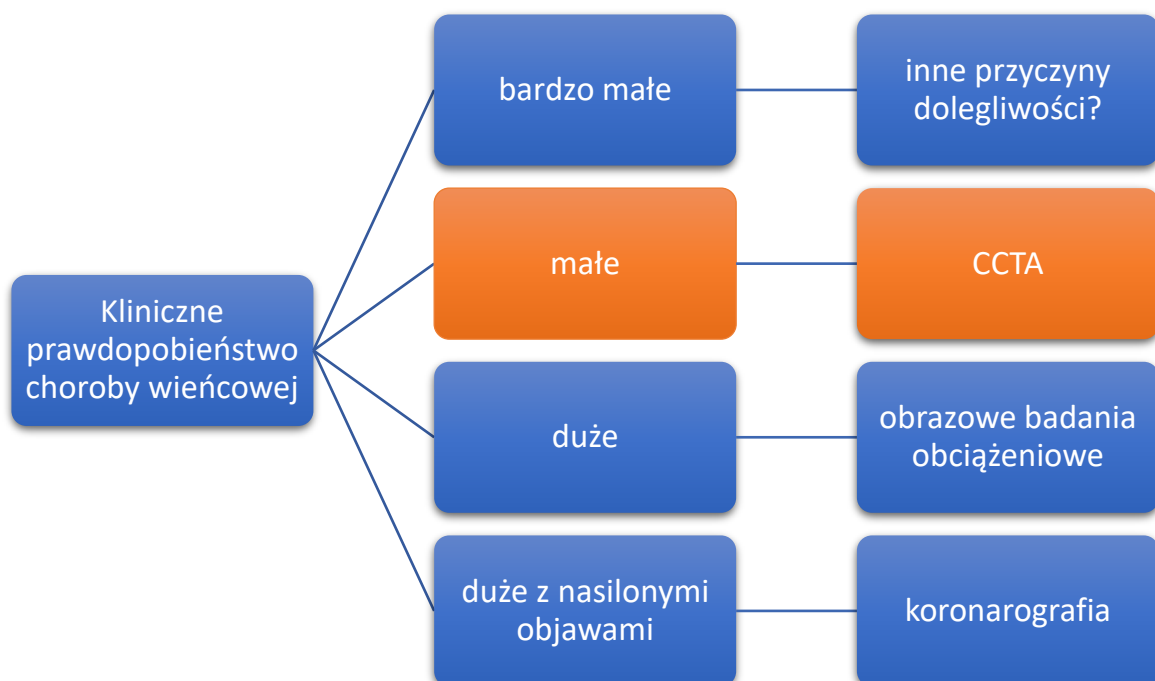 bardzo małe
inne przyczyny
dolegliwości?
małe
CCTA
Kliniczne
prawdopobieństwo
choroby wieńcowej
duże
obrazowe badania
obciążeniowe
duże z nasilonymi
objawami
koronarografia